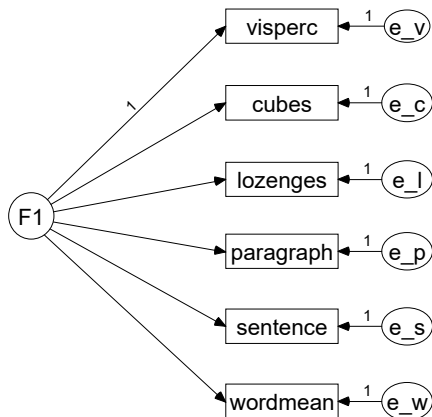 1
visperc
1
e_v
1
cubes
1
e_c
lozenges
1
e_l
F1
paragraph
1
e_p
sentence
1
e_s
wordmean
1
e_w